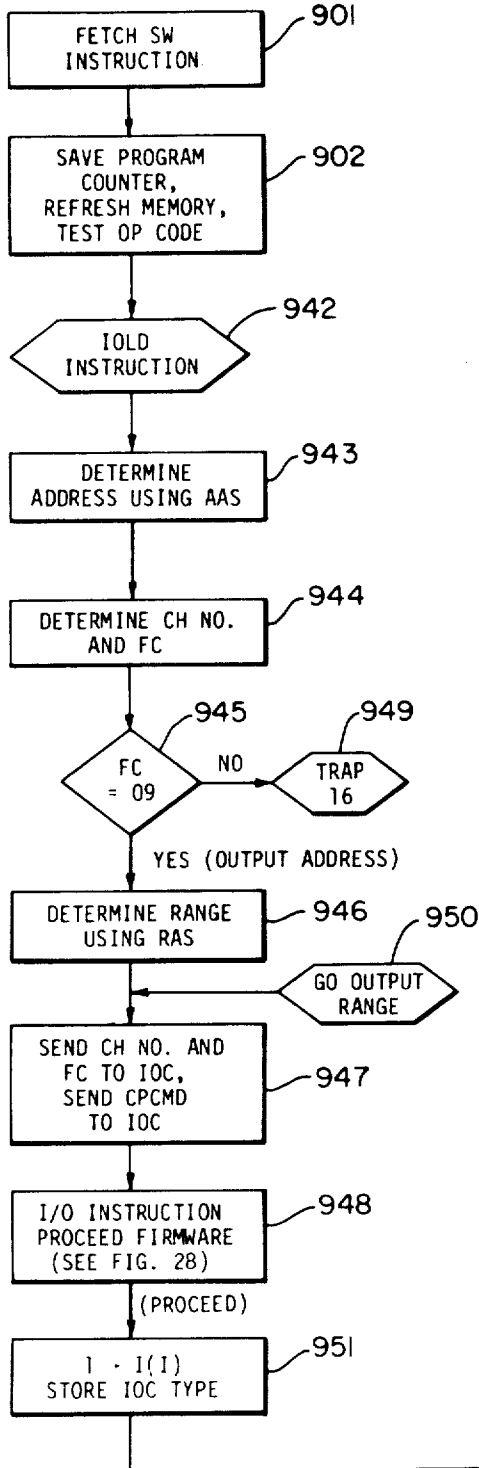 901
FETCH SW
INSTRUCTION
902
SAVE PROGRAM
COUNTER,
REFRESH MEMORY,
TEST OP CODE
942
IOLD
INSTRUCTION
943
DETERMINE
ADDRESS USING AAS
944
DETERMINE CH NO.
AND FC
945
FC
= 09
NO
949
TRAP
16
YES (OUTPUT ADDRESS)
946
DETERMINE RANGE
USING RAS
950
GO OUTPUT
RANGE
SEND CH NO. AND
FC TO IOC,
SEND CPCMD
TO IOC
947
I/O INSTRUCTION
PROCEED FIRMWARE
(SEE FIG. 28)
948
(PROCEED)
1 - I(I)
STORE IOC TYPE
951